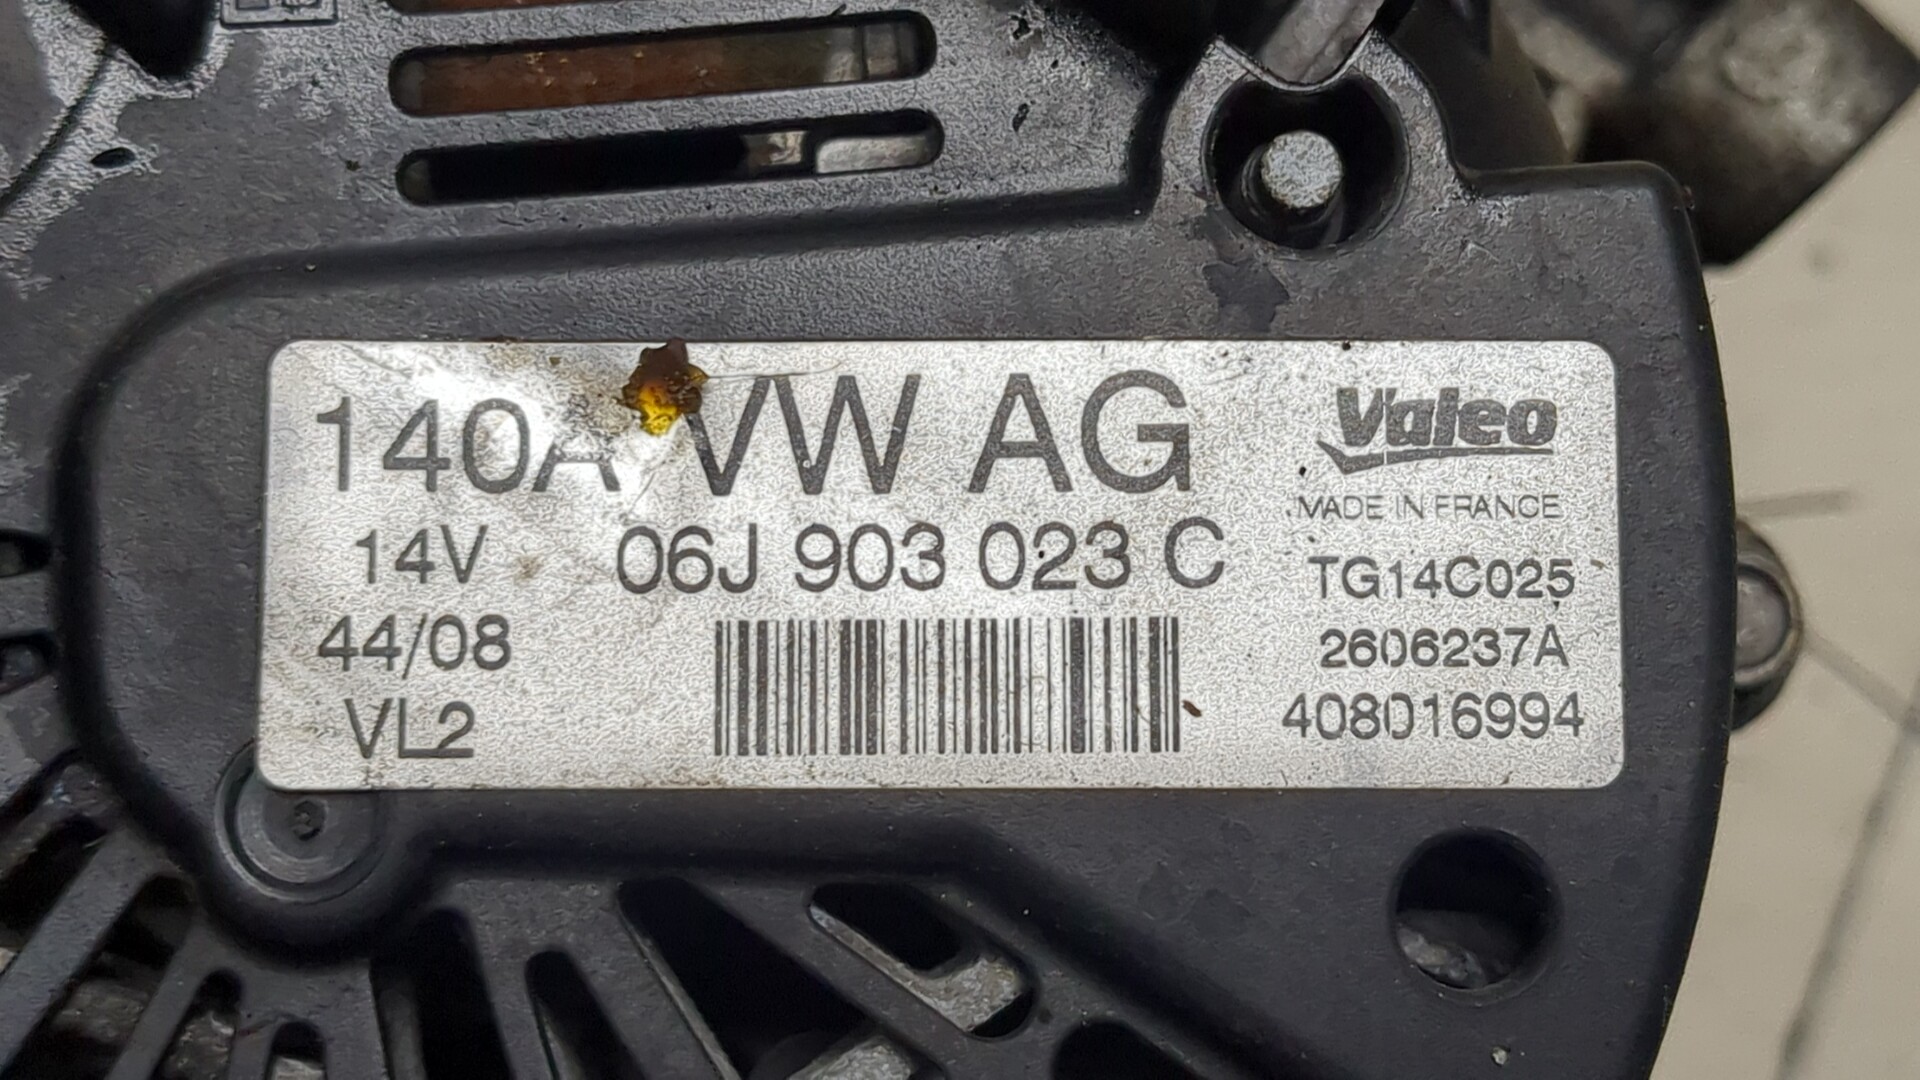 140A VW AG
14V 06J 903 023 C
44/08
VL2
Valeo
MADE IN FRANCE
TG14C025
2606237A
408016994